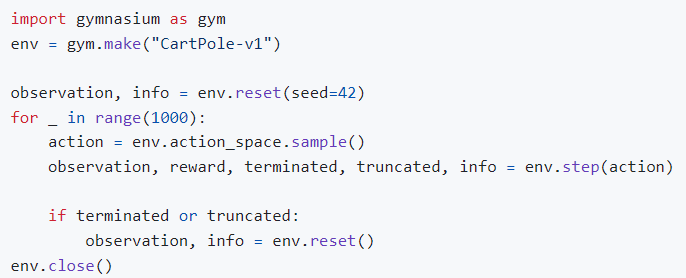 import gymnasium as gym
env = gym.make("CartPole-v1")

observation, info = env.reset(seed=42)
for _ in range(1000):
    action = env.action_space.sample()
    observation, reward, terminated, truncated, info = env.step(action)

    if terminated or truncated:
        observation, info = env.reset()
env.close()